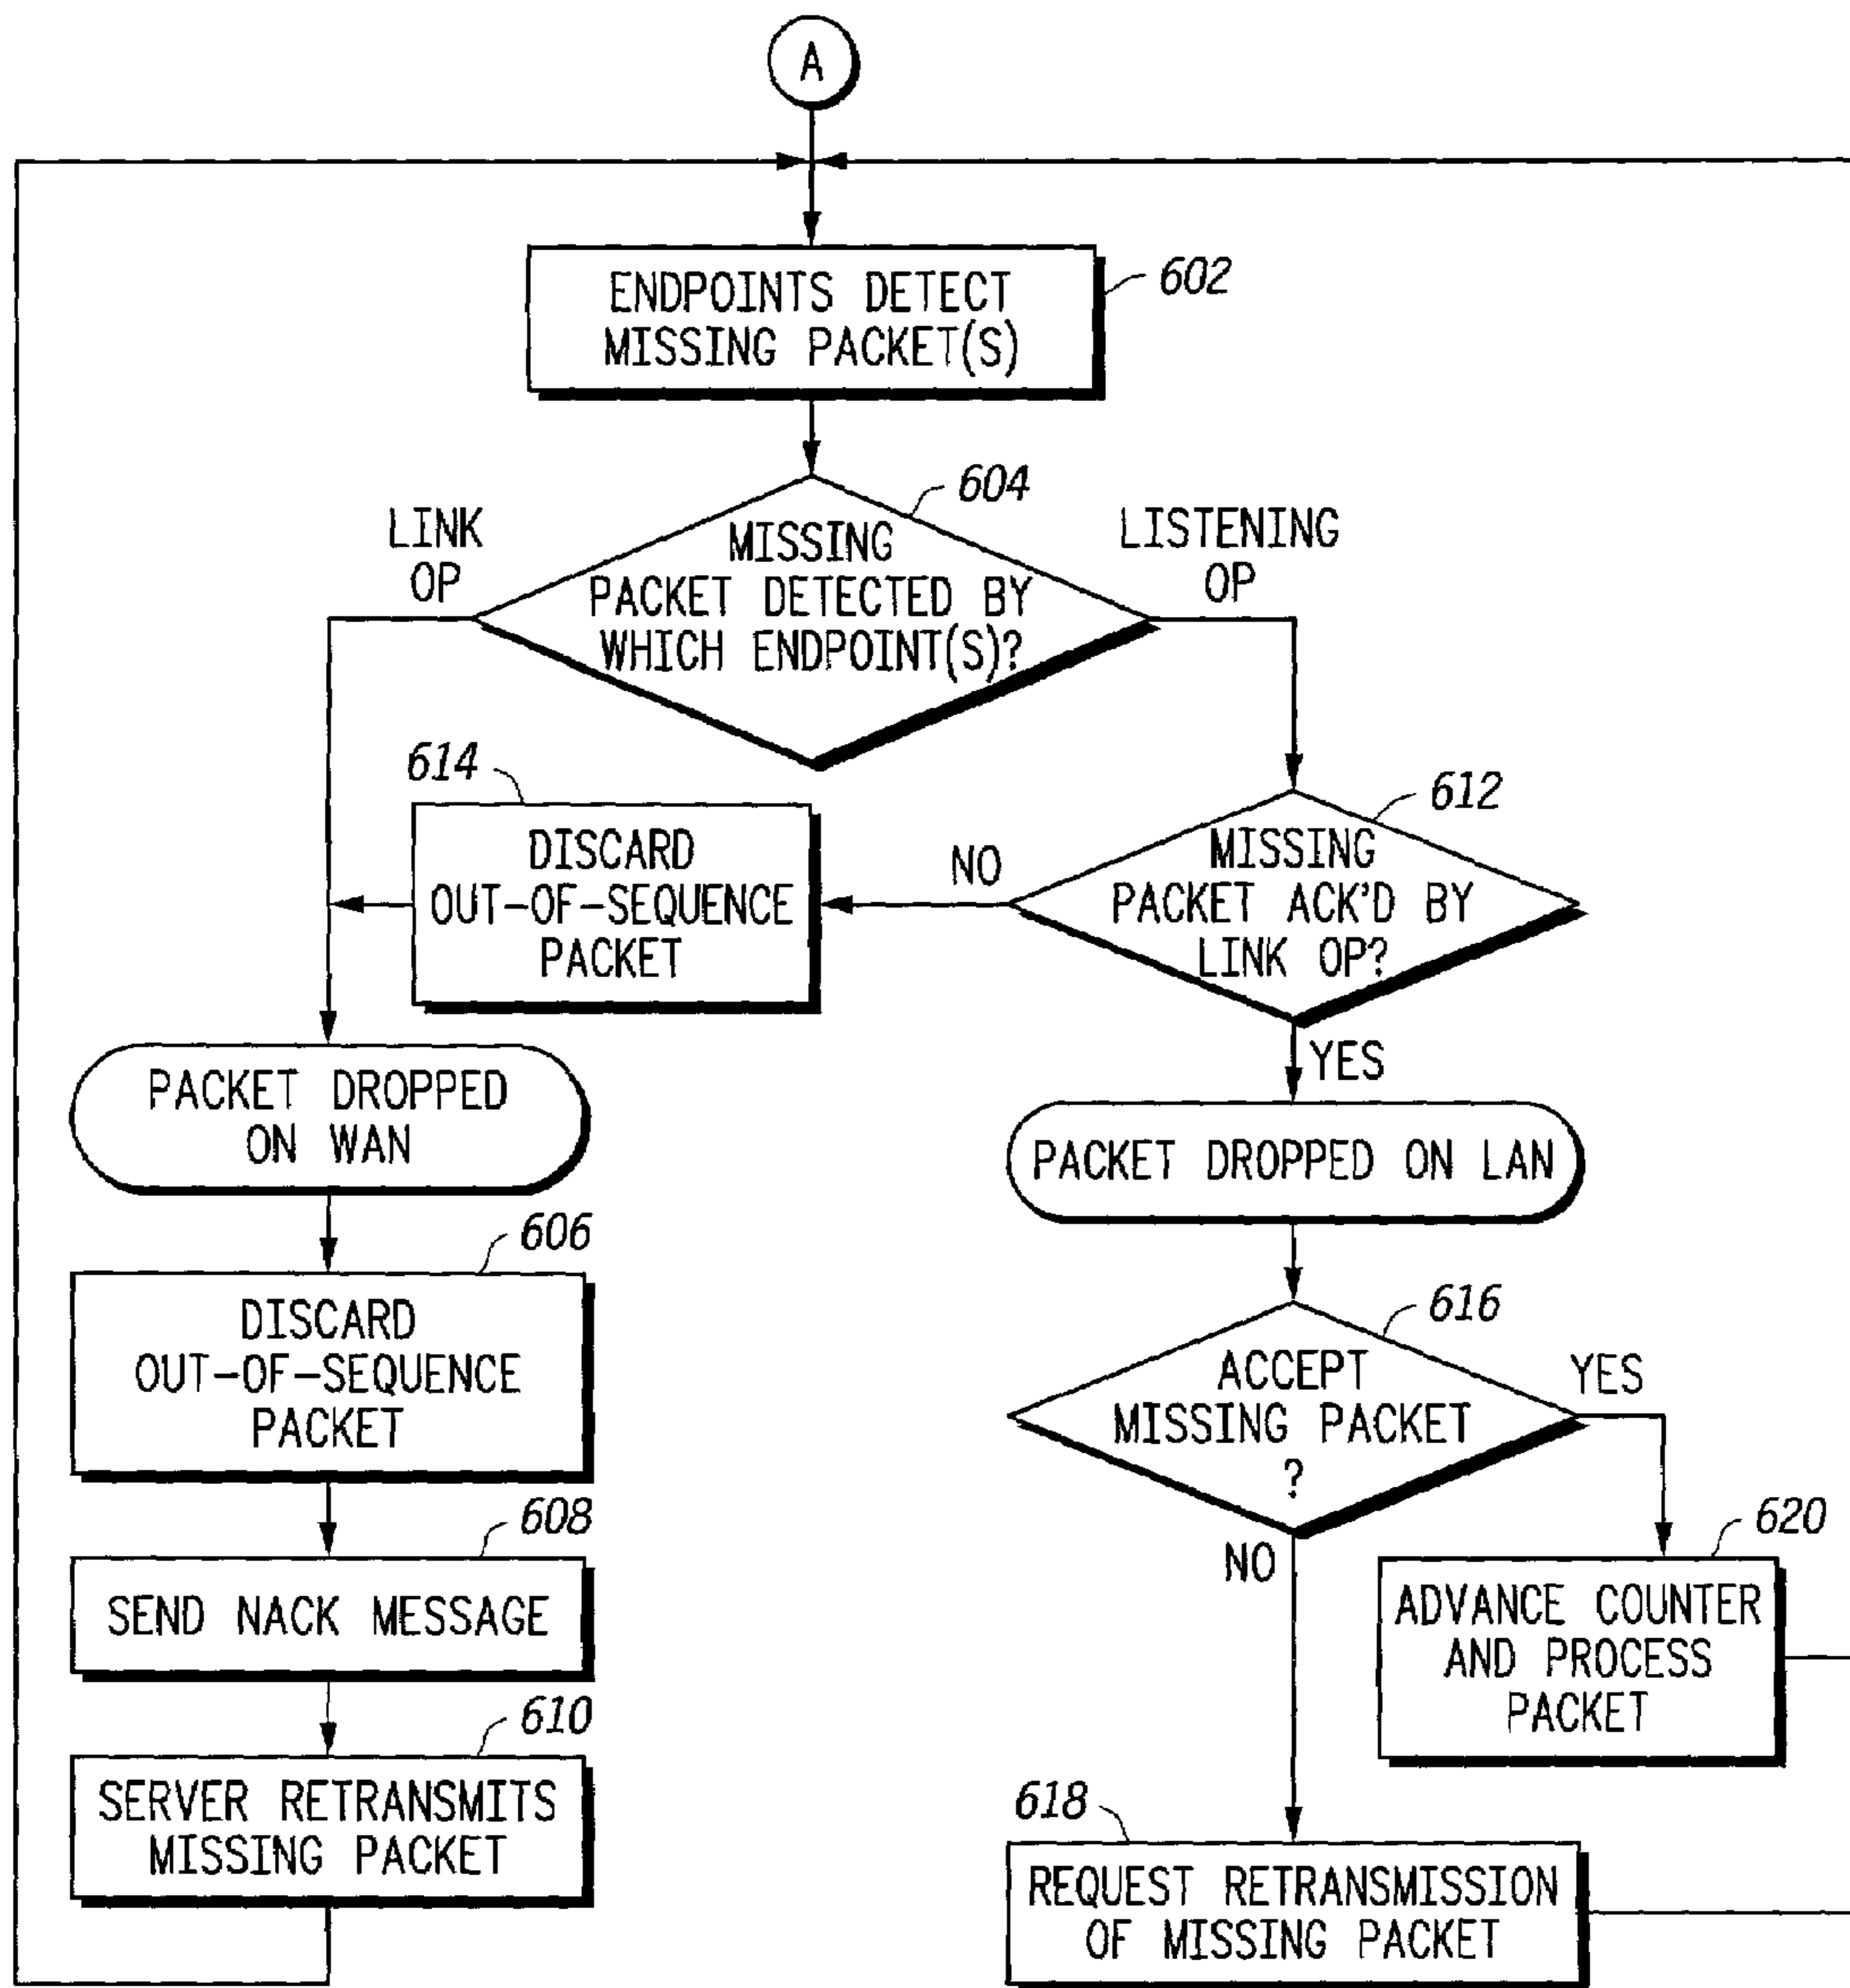 A
ENDPOINTS DETECT
MISSING PACKET(S)
602
604
LINK
OP
MISSING
PACKET DETECTED BY
WHICH ENDPOINT(S)?
LISTENING
OP
614
DISCARD
OUT-OF-SEQUENCE
PACKET
NO
612
MISSING
PACKET ACK'D BY
LINK OP?
YES
PACKET DROPPED
ON WAN
PACKET DROPPED ON LAN
606
DISCARD
OUT-OF-SEQUENCE
PACKET
616
ACCEPT
MISSING PACKET
?
YES
NO
608
SEND NACK MESSAGE
620
ADVANCE COUNTER
AND PROCESS
PACKET
610
SERVER RETRANSMITS
MISSING PACKET
618
REQUEST RETRANSMISSION
OF MISSING PACKET